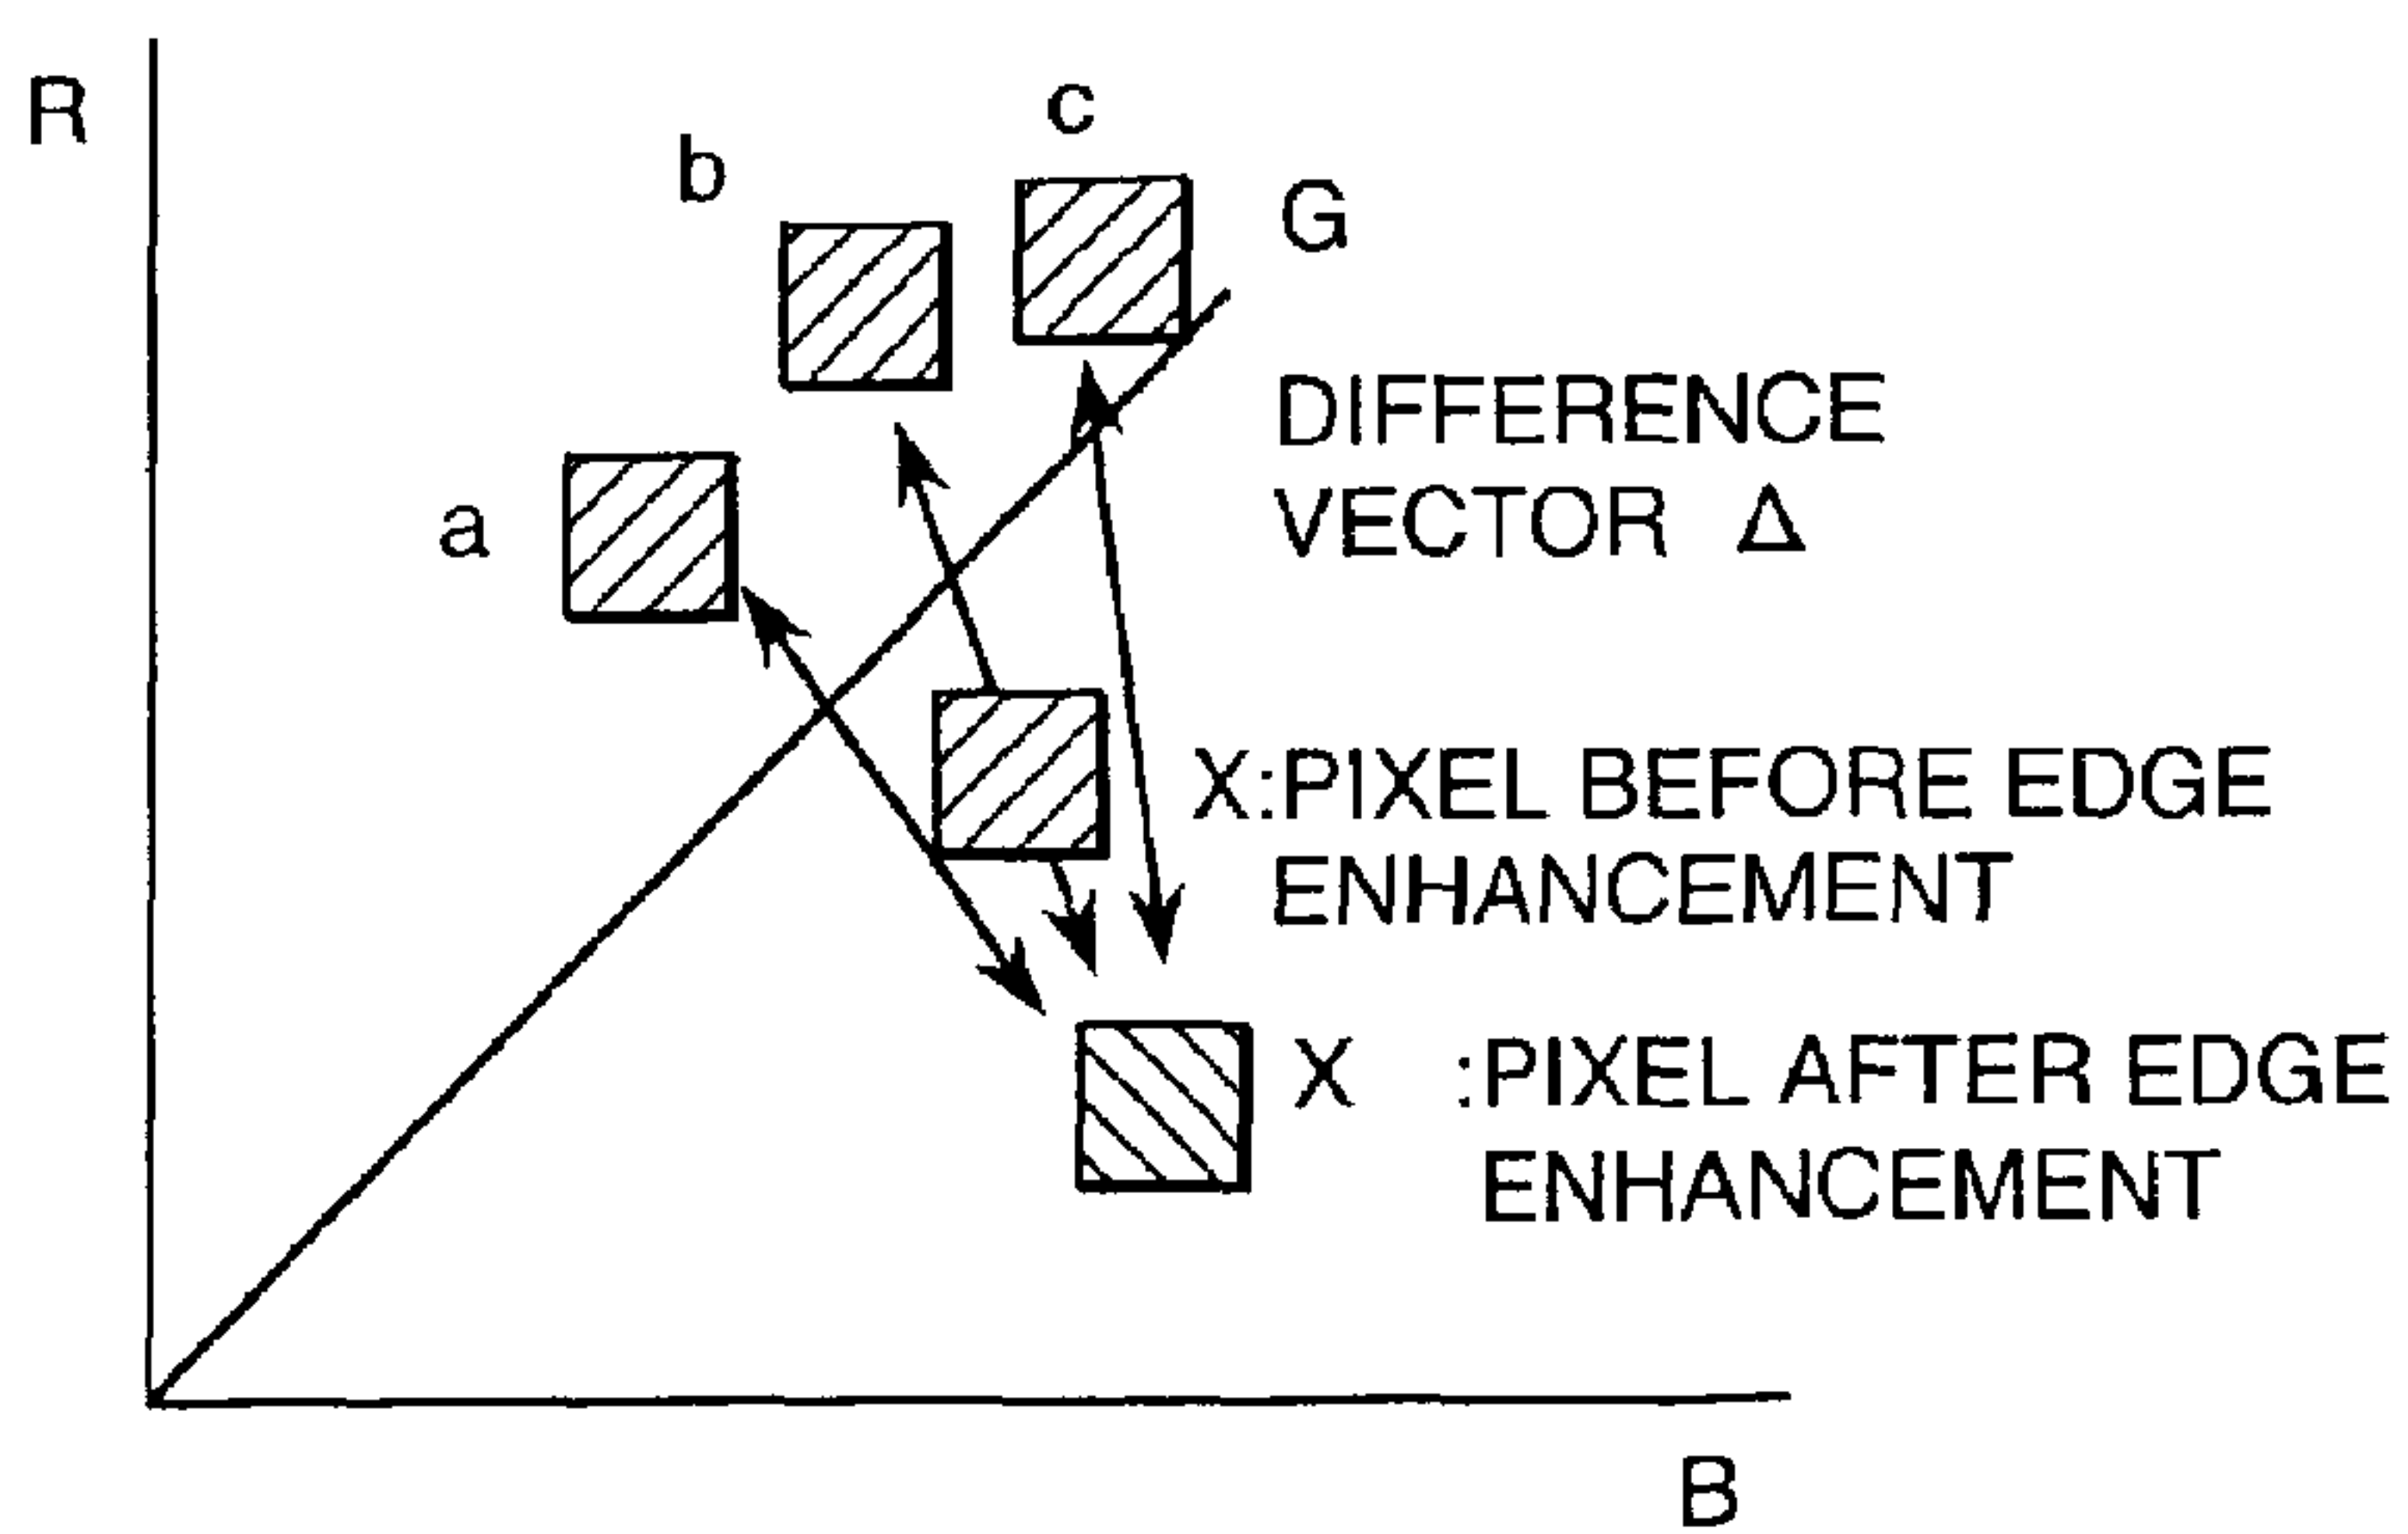 R
c
b
G
DIFFERENCE
VECTOR Δ
a
X:PIXEL BEFORE EDGE
ENHANCEMENT
X :PIXEL AFTER EDGE
ENHANCEMENT
B